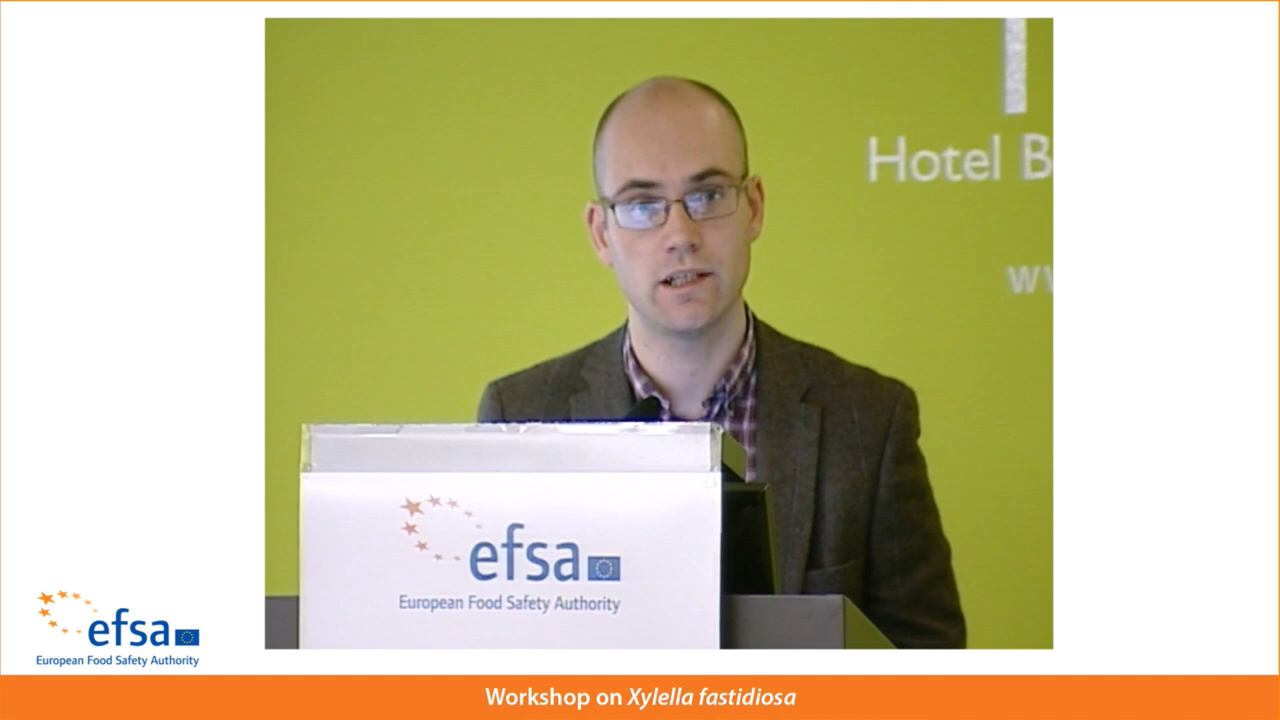 Hotel B
efsa
European Food Safety Authority
efsa
European Food Safety Authority
Workshop on Xylella fastidiosa